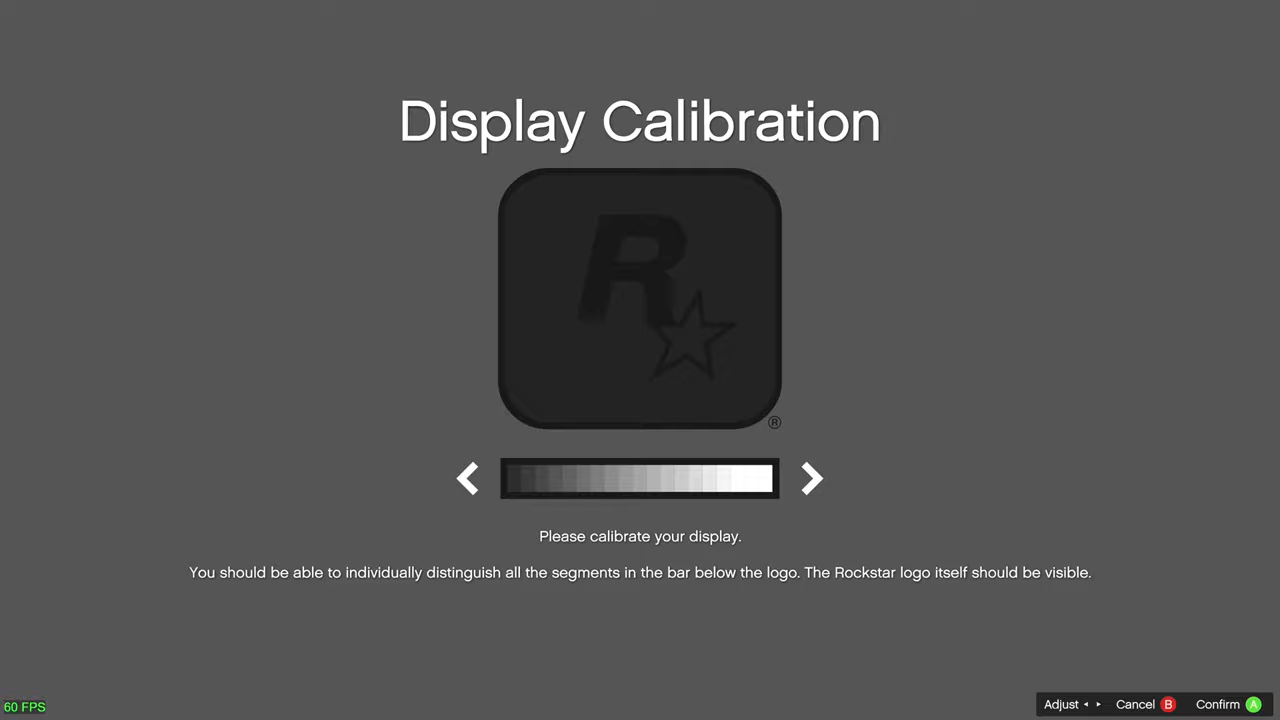 Display Calibration
R
®
Please calibrate your display.
You should be able to individually distinguish all the segments in the bar below the logo. The Rockstar logo itself should be visible.
60 FPS
Adjust Cancel B Confirm A